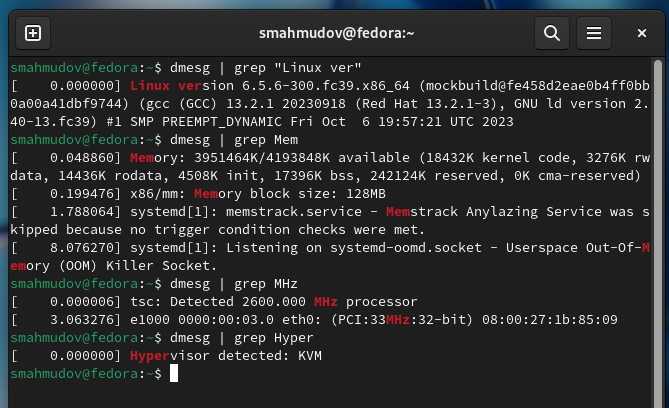 smahmudov@fedora:~
smahmudov@fedora:~$ dmesg | grep "Linux ver"
[    0.000000] Linux version 6.5.6-300.fc39.x86_64 (mockbuild@fe458d2eae0b4ff0bb
0a00a41dbf9744) (gcc (GCC) 13.2.1 20230918 (Red Hat 13.2.1-3), GNU ld version 2.
40-13.fc39) #1 SMP PREEMPT_DYNAMIC Fri Oct  6 19:57:21 UTC 2023
smahmudov@fedora:~$ dmesg | grep Mem
[    0.048860] Memory: 3951464K/4193848K available (18432K kernel code, 3276K rw
data, 14436K rodata, 4508K init, 17396K bss, 242124K reserved, 0K cma-reserved)
[    0.199476] x86/mm: Memory block size: 128MB
[    1.788064] systemd[1]: memstrack.service - Memstrack Anylazing Service was s
kipped because no trigger condition checks were met.
[    8.076270] systemd[1]: Listening on systemd-oomd.socket - Userspace Out-Of-M
emory (OOM) Killer Socket.
smahmudov@fedora:~$ dmesg | grep MHz
[    0.000006] tsc: Detected 2600.000 MHz processor
[    3.063276] e1000 0000:00:03.0 eth0: (PCI:33MHz:32-bit) 08:00:27:1b:85:09
smahmudov@fedora:~$ dmesg | grep Hyper
[    0.000000] Hypervisor detected: KVM
smahmudov@fedora:~$